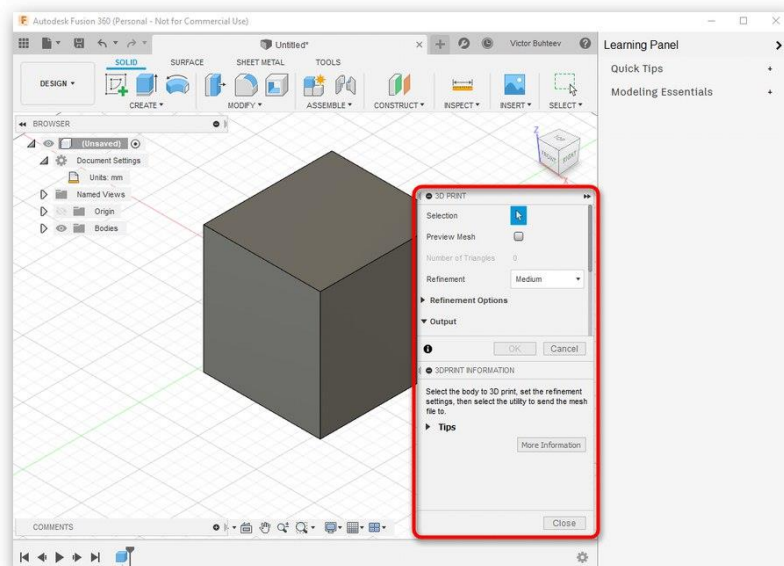 Autodesk Fusion 360 (Personal - Not for Commercial Use)
Untitled*
Victor Buhteev
Learning Panel
Quick Tips
Modeling Essentials
DESIGN
SOLID SURFACE SHEET METAL TOOLS
CREATE MODIFY ASSEMBLE CONSTRUCT INSPECT INSERT SELECT
BROWSER
(Unsaved)
Document Settings
Units: mm
Named Views
Origin
Bodies
Z
TOP
FRONT RIGHT
X
3D PRINT
Selection
Preview Mesh
Number of Triangles 0
Refinement Medium
Refinement Options
Output
OK Cancel
3DPRINT INFORMATION
Select the body to 3D print, set the refinement
settings, then select the utility to send the mesh
file to.
Tips
More Information
Close
COMMENTS